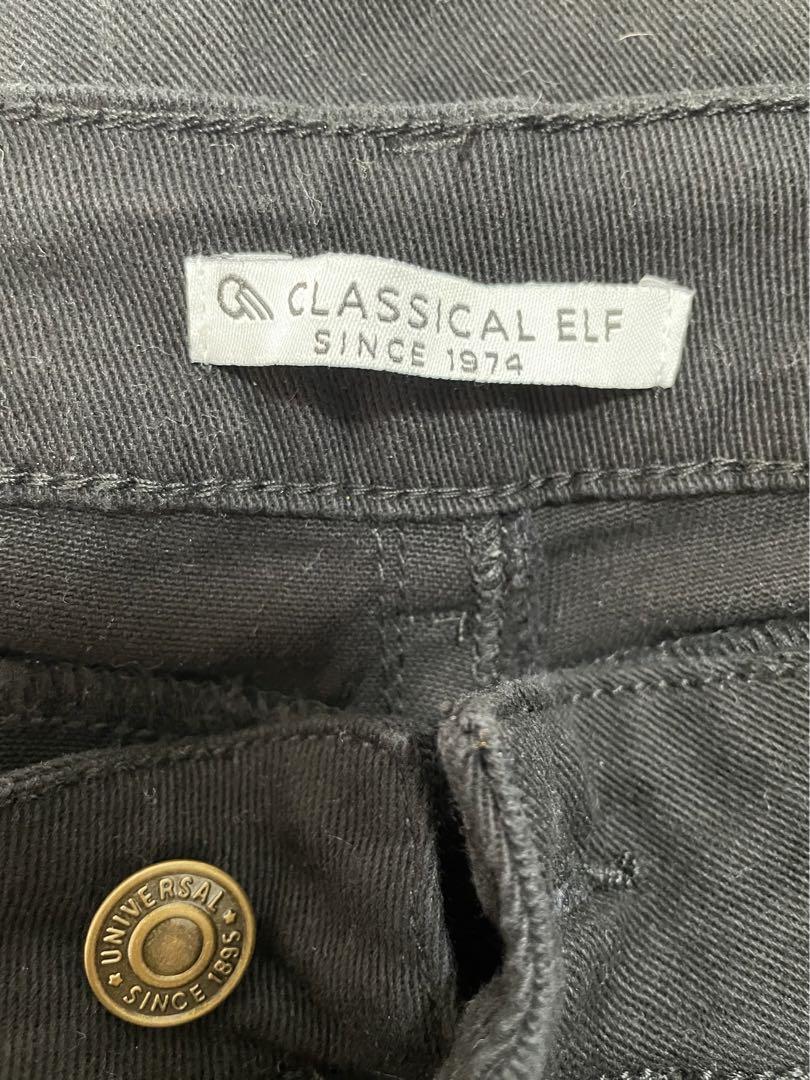 CLASSICAL ELF
SINCE 1974
UNIVERSAL
SINCE 1895